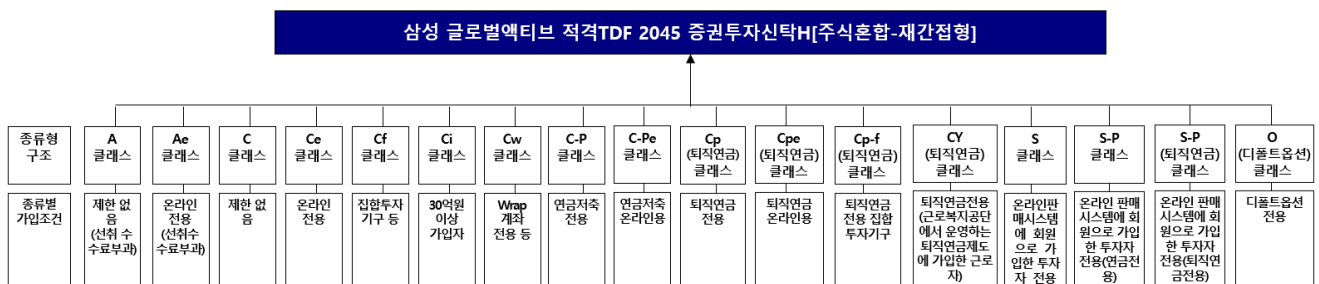 삼성 글로벌액티브 적격TDF 2045 증권투자신탁H[주식혼합-재간접형]
종류형
구조
A
클래스
Ae
클래스
C
클래스
Ce
클래스
Cf
클래스
Ci
클래스
Cw
클래스
C-P
클래스
C-Pe
클래스
Cp
(퇴직연금)
클래스
Cpe
(퇴직연금)
클래스
Cp-f
(퇴직연금)
클래스
CY
(퇴직연금)
클래스
S
클래스
S-P
클래스
S-P
(퇴직연금)
클래스
O
(디폴트옵션)
클래스
종류별
가입조건
제한 없
음
(선취 수
수료부과)
온라인
전용
(선취수
수료부과)
제한 없
음
온라인
전용
집합투자
기구 등
30억원
이상
가입자
Wrap
계좌
전용 등
연금저축
전용
연금저축
온라인용
퇴직연금
전용
퇴직연금
온라인용
퇴직연금
전용 집합
투자기구
퇴직연금전용
(근로복지공단
에서 운영하는
퇴직연금제도
에 가입한 근로
자)
온라인판
매시스템
에 회원
으로 가
입한 투자
자 전용
온라인 판매
시스템에 회
원으로 가입
한 투자자
전용(연금전
용)
온라인 판매
시스템에 회
원으로 가입
한 투자자
전용(퇴직연
금전용)
디폴트옵션
전용